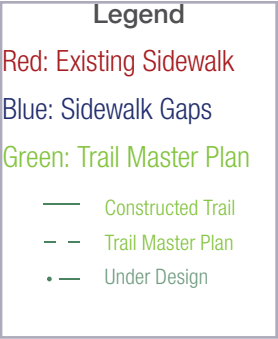 Legend
Red: Existing Sidewalk
Blue: Sidewalk Gaps
Green: Trail Master Plan
Constructed Trail
Trail Master Plan
Under Design